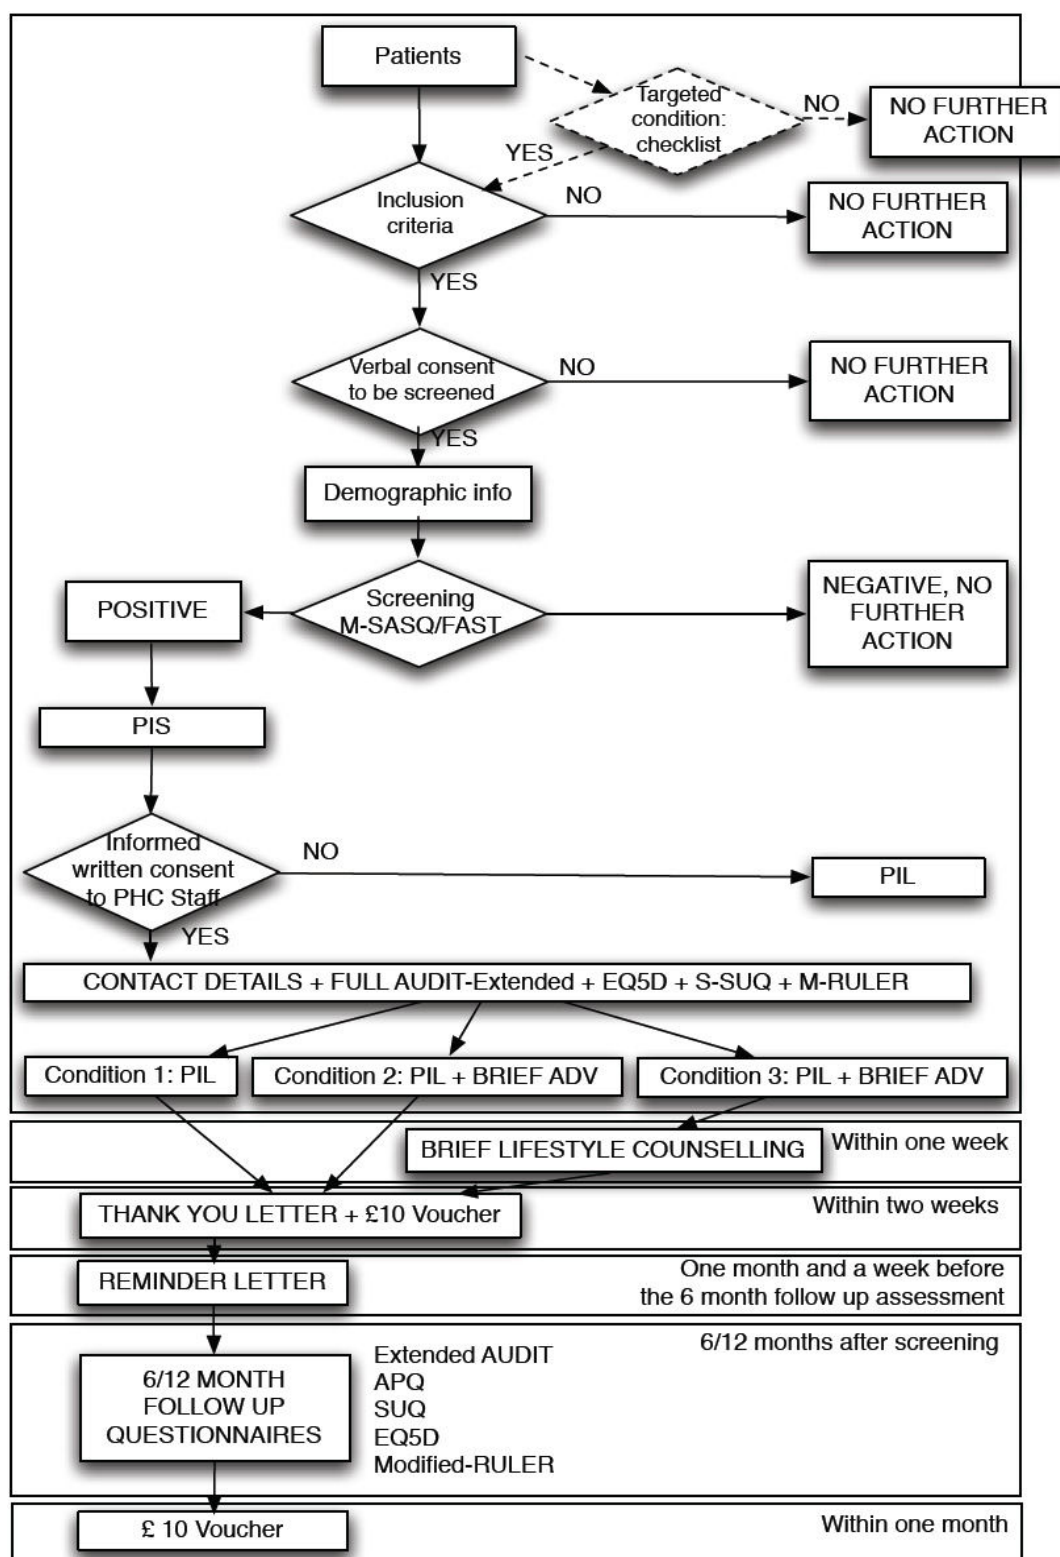 Patients
Targeted
condition:
checklist
NO
NO FURTHER
ACTION
YES
Inclusion
criteria
NO
NO FURTHER
ACTION
YES
Verbal consent
to be screened
NO
NO FURTHER
ACTION
YES
Demographic info
Screening
M-SASQ/FAST
POSITIVE
NEGATIVE, NO
FURTHER
ACTION
PIS
Informed
written consent
to PHC Staff
NO
PIL
YES
CONTACT DETAILS + FULL AUDIT-Extended + EQ5D + S-SUQ + M-RULER
Condition 1: PIL
Condition 2: PIL + BRIEF ADV
Condition 3: PIL + BRIEF ADV
BRIEF LIFESTYLE COUNSELLING
Within one week
THANK YOU LETTER + £10 Voucher
Within two weeks
REMINDER LETTER
One month and a week before
the 6 month follow up assessment
6/12 months after screening
6/12 MONTH
FOLLOW UP
QUESTIONNAIRES
Extended AUDIT
APQ
SUQ
EQ5D
Modified-RULER
£ 10 Voucher
Within one month